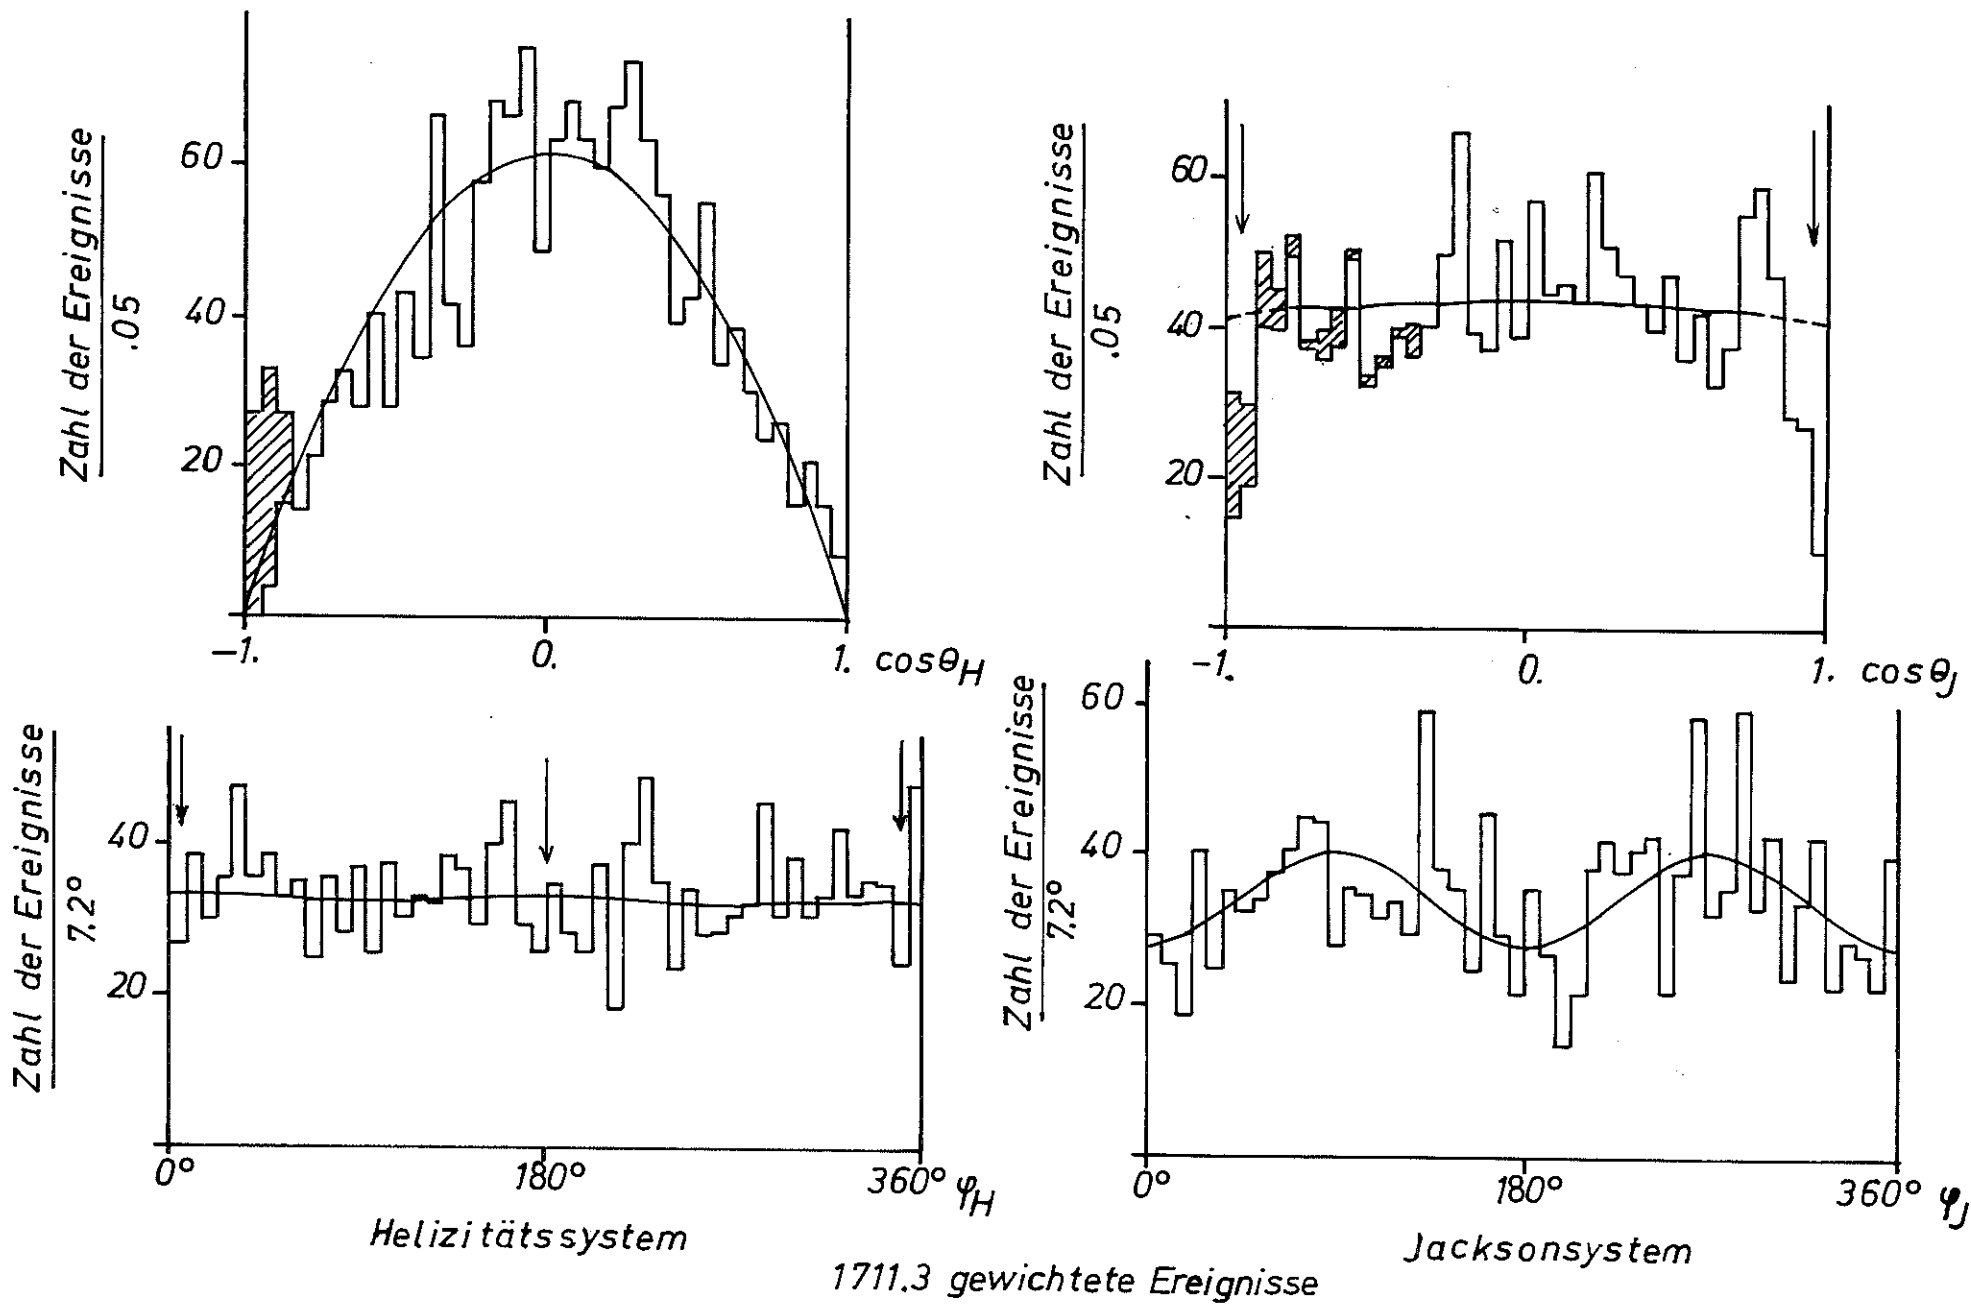 Zahl der Ereignisse
.05
60
40
20
-1.
0.
1.
cosθH
Zahl der Ereignisse
.05
60
40
20
-1.
0.
1.
cosθJ
Zahl der Ereignisse
7.2°
40
20
0°
180°
360°
φH
Helizitätssystem
Zahl der Ereignisse
7.2°
60
40
20
0°
180°
360°
φJ
Jacksonsystem
1711.3 gewichtete Ereignisse